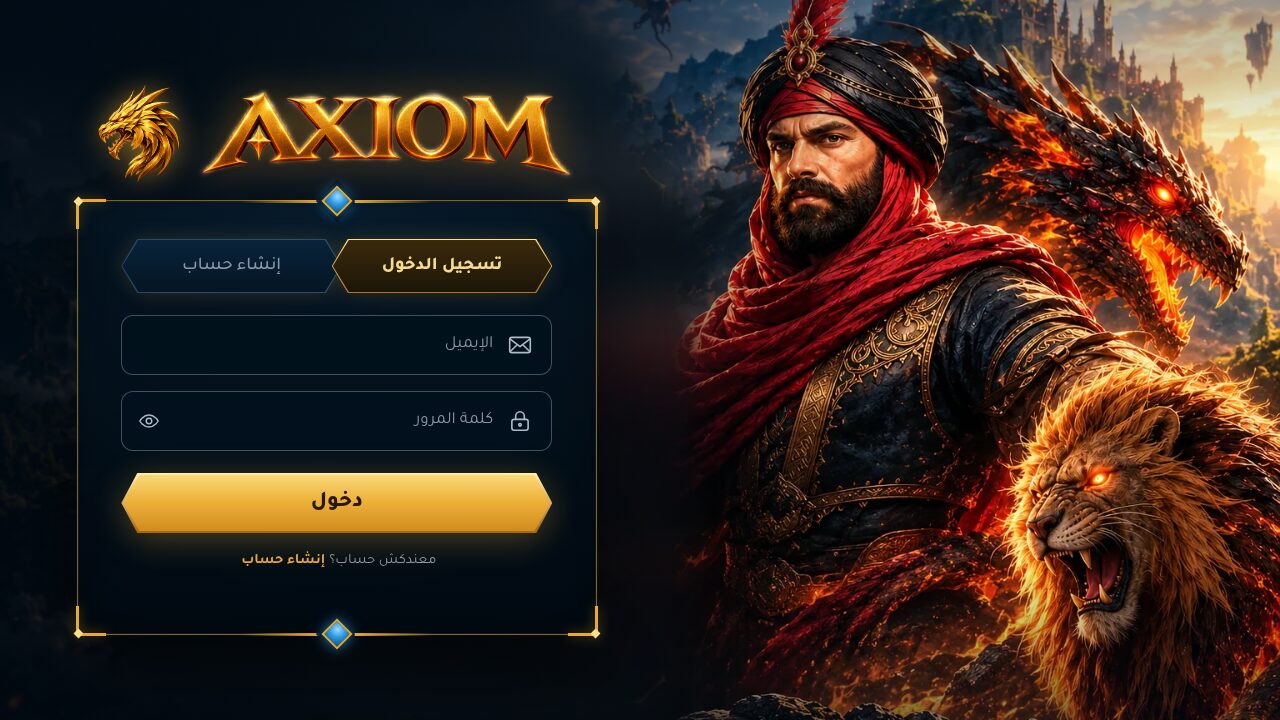 AXIOM
تسجيل الدخول
إنشاء حساب
الإيميل
كلمة المرور
دخول
معندكش حساب؟ إنشاء حساب